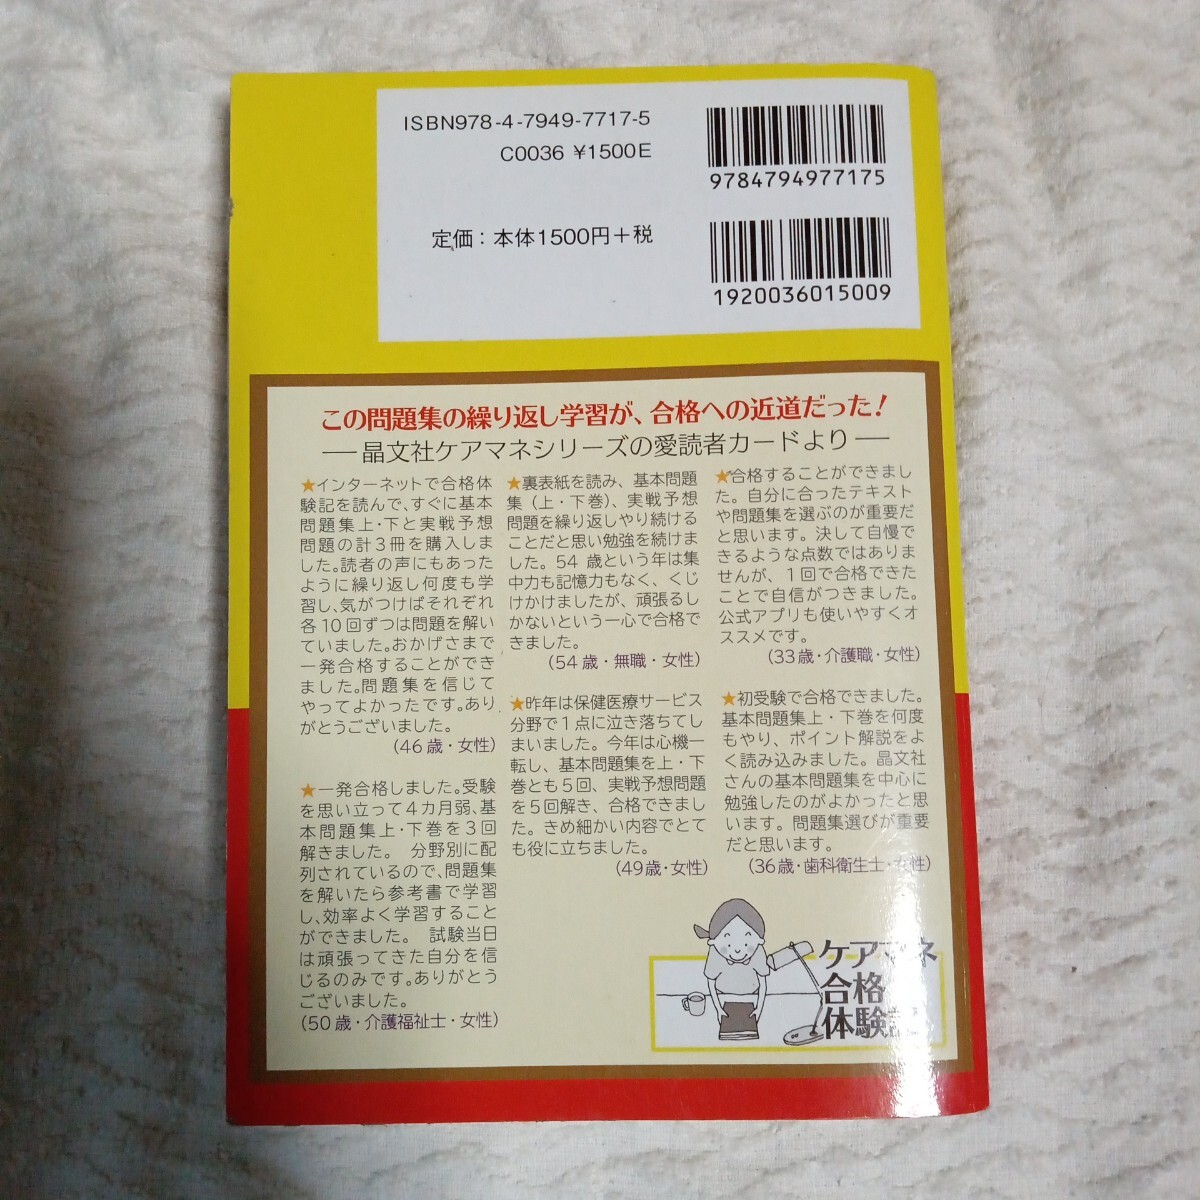 ISBN978-4-7949-7717-5
C0036 ¥1500E
定価：本体1500円＋税
9784794977175
1920036015009
この問題集の繰り返し学習が、合格への近道だった！
―晶文社ケアマネシリーズの愛読者カードより―
★インターネットで合格体
験記を読んで、すぐに基本
問題集上・下と実戦予想
問題の計3冊を購入しま
した。読者の声にもあった
ように繰り返し何度も学
習し、気がつけばそれぞれ
各10回ずつは問題を解い
ていました。おかげさまで
一発合格することができ
ました。問題集を信じて
やってよかったです。あり
がとうございました。
（46歳・女性）
★一発合格しました。受験
を思い立って4カ月弱、基
本問題集上・下巻を3回
解きました。 分野別に配
列されているので、問題集
を解いたら参考書で学習
し、効率よく学習すること
ができました。 試験当日
は頑張ってきた自分を信
じるのみです。ありがとう
ございました。
（50歳・介護福祉士・女性）
★裏表紙を読み、基本問題
集（上・下巻）、実戦予想
問題を繰り返しやり続ける
ことだと思い勉強を続けま
した。54 歳という年は集
中力も記憶力もなく、くじ
けかけましたが、頑張るし
かないという一心で合格で
きました。
（54歳・無職・女性）
★昨年は保健医療サービス
分野で1点に泣き落ちてし
まいました。今年は心機一
転し、基本問題集を上・下
巻とも5回、実戦予想問題
を5回解き、合格できまし
た。きめ細かい内容でとて
も役に立ちました。
（49歳・女性）
★合格することができまし
た。自分に合ったテキスト
や問題集を選ぶのが重要だ
と思います。決して自慢で
きるような点数ではありま
せんが、1回で合格できた
ことで自信がつきました。
公式アプリも使いやすくオ
ススメです。
（33歳・介護職・女性）
★初受験で合格できました。
基本問題集上・下巻を何度
もやり、ポイント解説をよ
く読み込みました。晶文社
さんの基本問題集を中心に
勉強したのがよかったと思
います。問題集選びが重要
だと思います。
（36歳・歯科衛生士・女性）
ケアマネ
合格
体験記